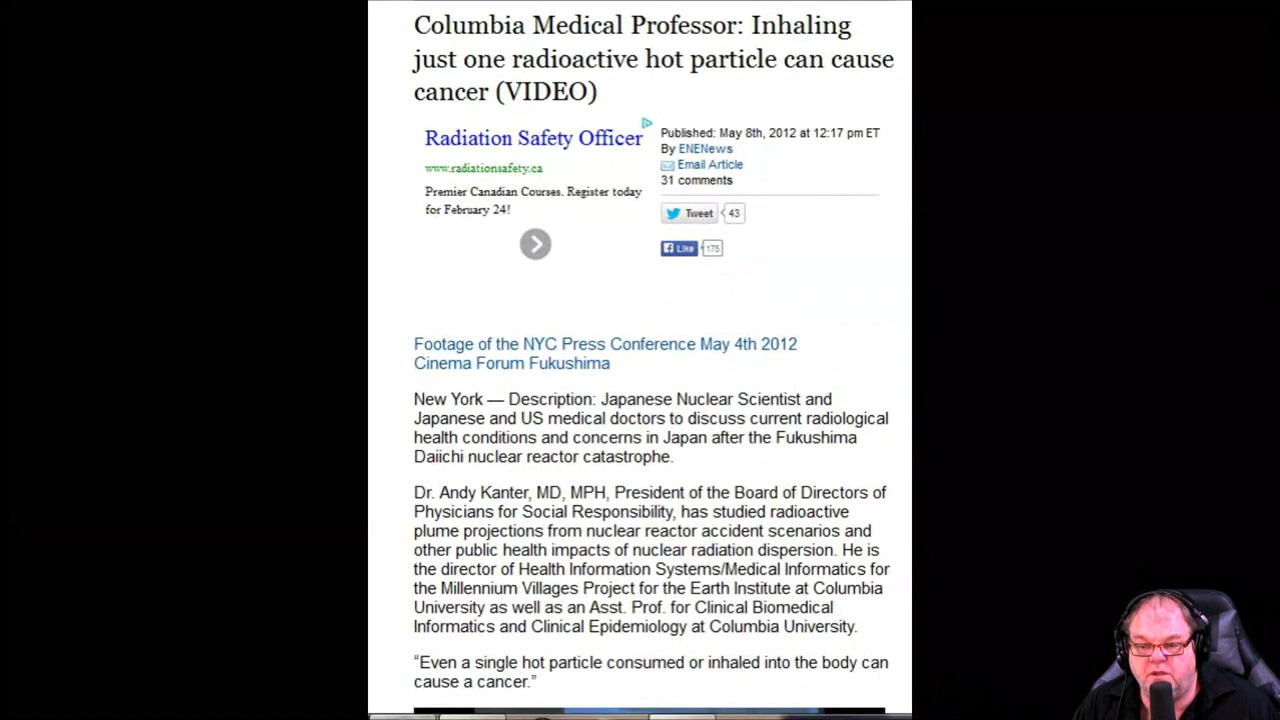 Columbia Medical Professor: Inhaling
just one radioactive hot particle can cause
cancer (VIDEO)
Radiation Safety Officer
www.radiationsafety.ca
Premier Canadian Courses. Register today
for February 24!
Published: May 8th, 2012 at 12:17 pm ET
By ENENews
Email Article
31 comments
Tweet 43
Like 175
Footage of the NYC Press Conference May 4th 2012
Cinema Forum Fukushima
New York — Description: Japanese Nuclear Scientist and
Japanese and US medical doctors to discuss current radiological
health conditions and concerns in Japan after the Fukushima
Daiichi nuclear reactor catastrophe.
Dr. Andy Kanter, MD, MPH, President of the Board of Directors of
Physicians for Social Responsibility, has studied radioactive
plume projections from nuclear reactor accident scenarios and
other public health impacts of nuclear radiation dispersion. He is
the director of Health Information Systems/Medical Informatics for
the Millennium Villages Project for the Earth Institute at Columbia
University as well as an Asst. Prof. for Clinical Biomedical
Informatics and Clinical Epidemiology at Columbia University.
“Even a single hot particle consumed or inhaled into the body can
cause a cancer.”